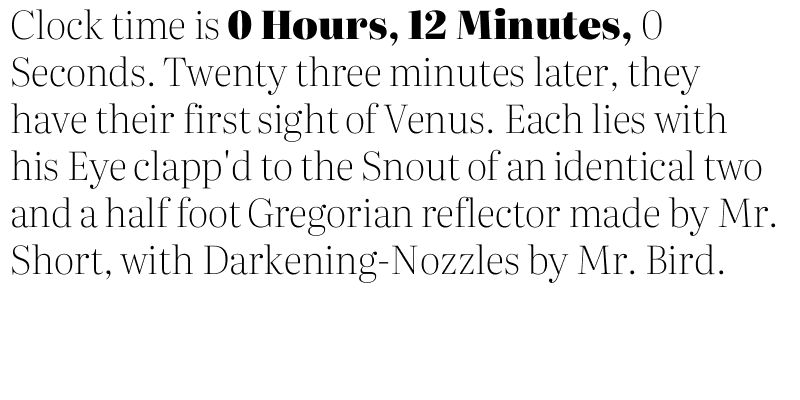 Clock time is 0 Hours, 12 Minutes, 0
Seconds. Twenty three minutes later, they
have their first sight of Venus. Each lies with
his Eye clapp'd to the Snout of an identical two
and a half foot Gregorian reflector made by Mr.
Short, with Darkening-Nozzles by Mr. Bird.